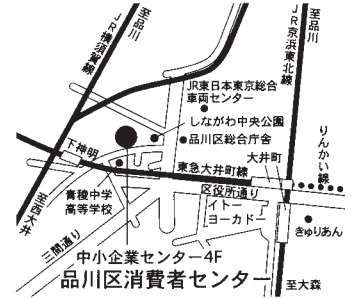 至品川
JR横須賀線
至品川
JR京浜東北線
JR東日本東京総合
車両センター
しながわ中央公園
品川区総合庁舎
りんかい線
下神明
大井町
東急大井町線
区役所通り
青稜中学
高等学校
イトー
ヨーカドー
きゅりあん
至西大井
三間通り
中小企業センター4F
品川区消費者センター
至大森